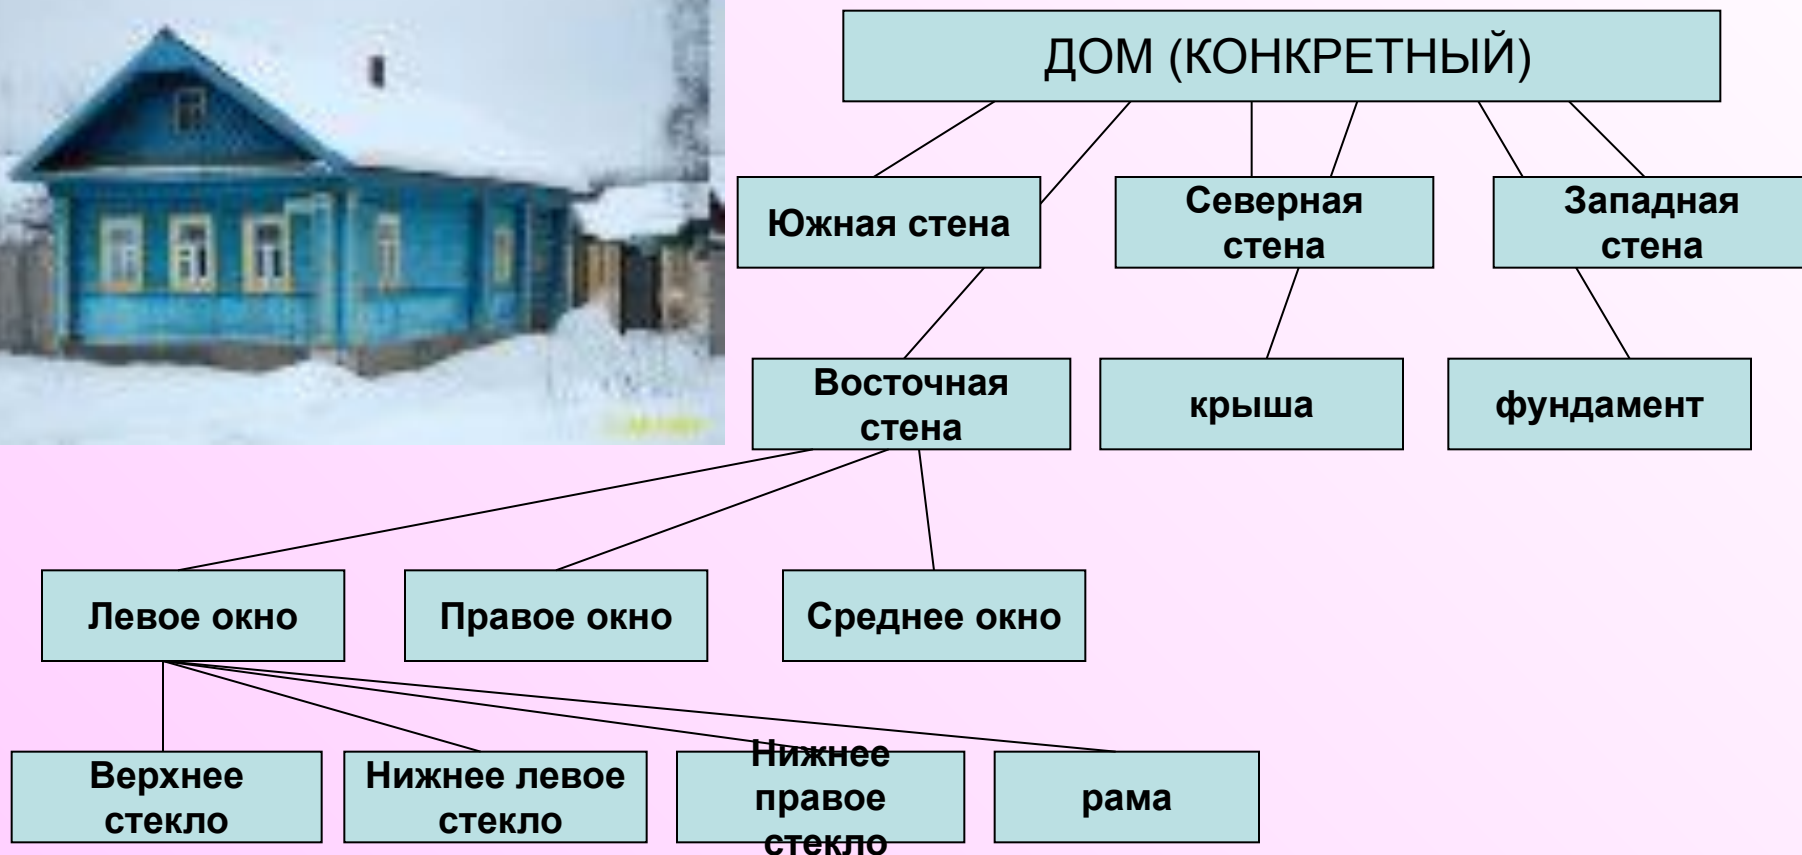 ДОМ (КОНКРЕТНЫЙ)
Южная стена
Северная
стена
Западная
стена
Восточная
стена
крыша
фундамент
Левое окно
Правое окно
Среднее окно
Верхнее
стекло
Нижнее левое
стекло
Нижнее
правое
стекло
рама